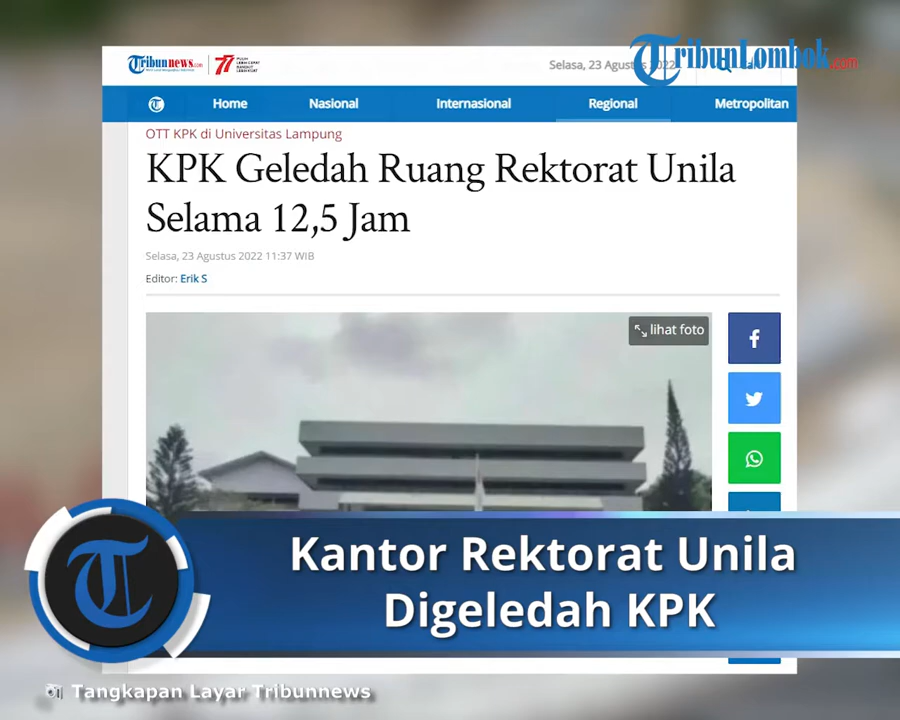 Tribunnews.com
77
Selasa, 23 Agustus 2022
TribunLombok.com
Home
Nasional
Internasional
Regional
Metropolitan
OTT KPK di Universitas Lampung
KPK Geledah Ruang Rektorat Unila
Selama 12,5 Jam
Selasa, 23 Agustus 2022 11:37 WIB
Editor: Erik S
lihat foto
Kantor Rektorat Unila
Digeledah KPK
Tangkapan Layar Tribunnews